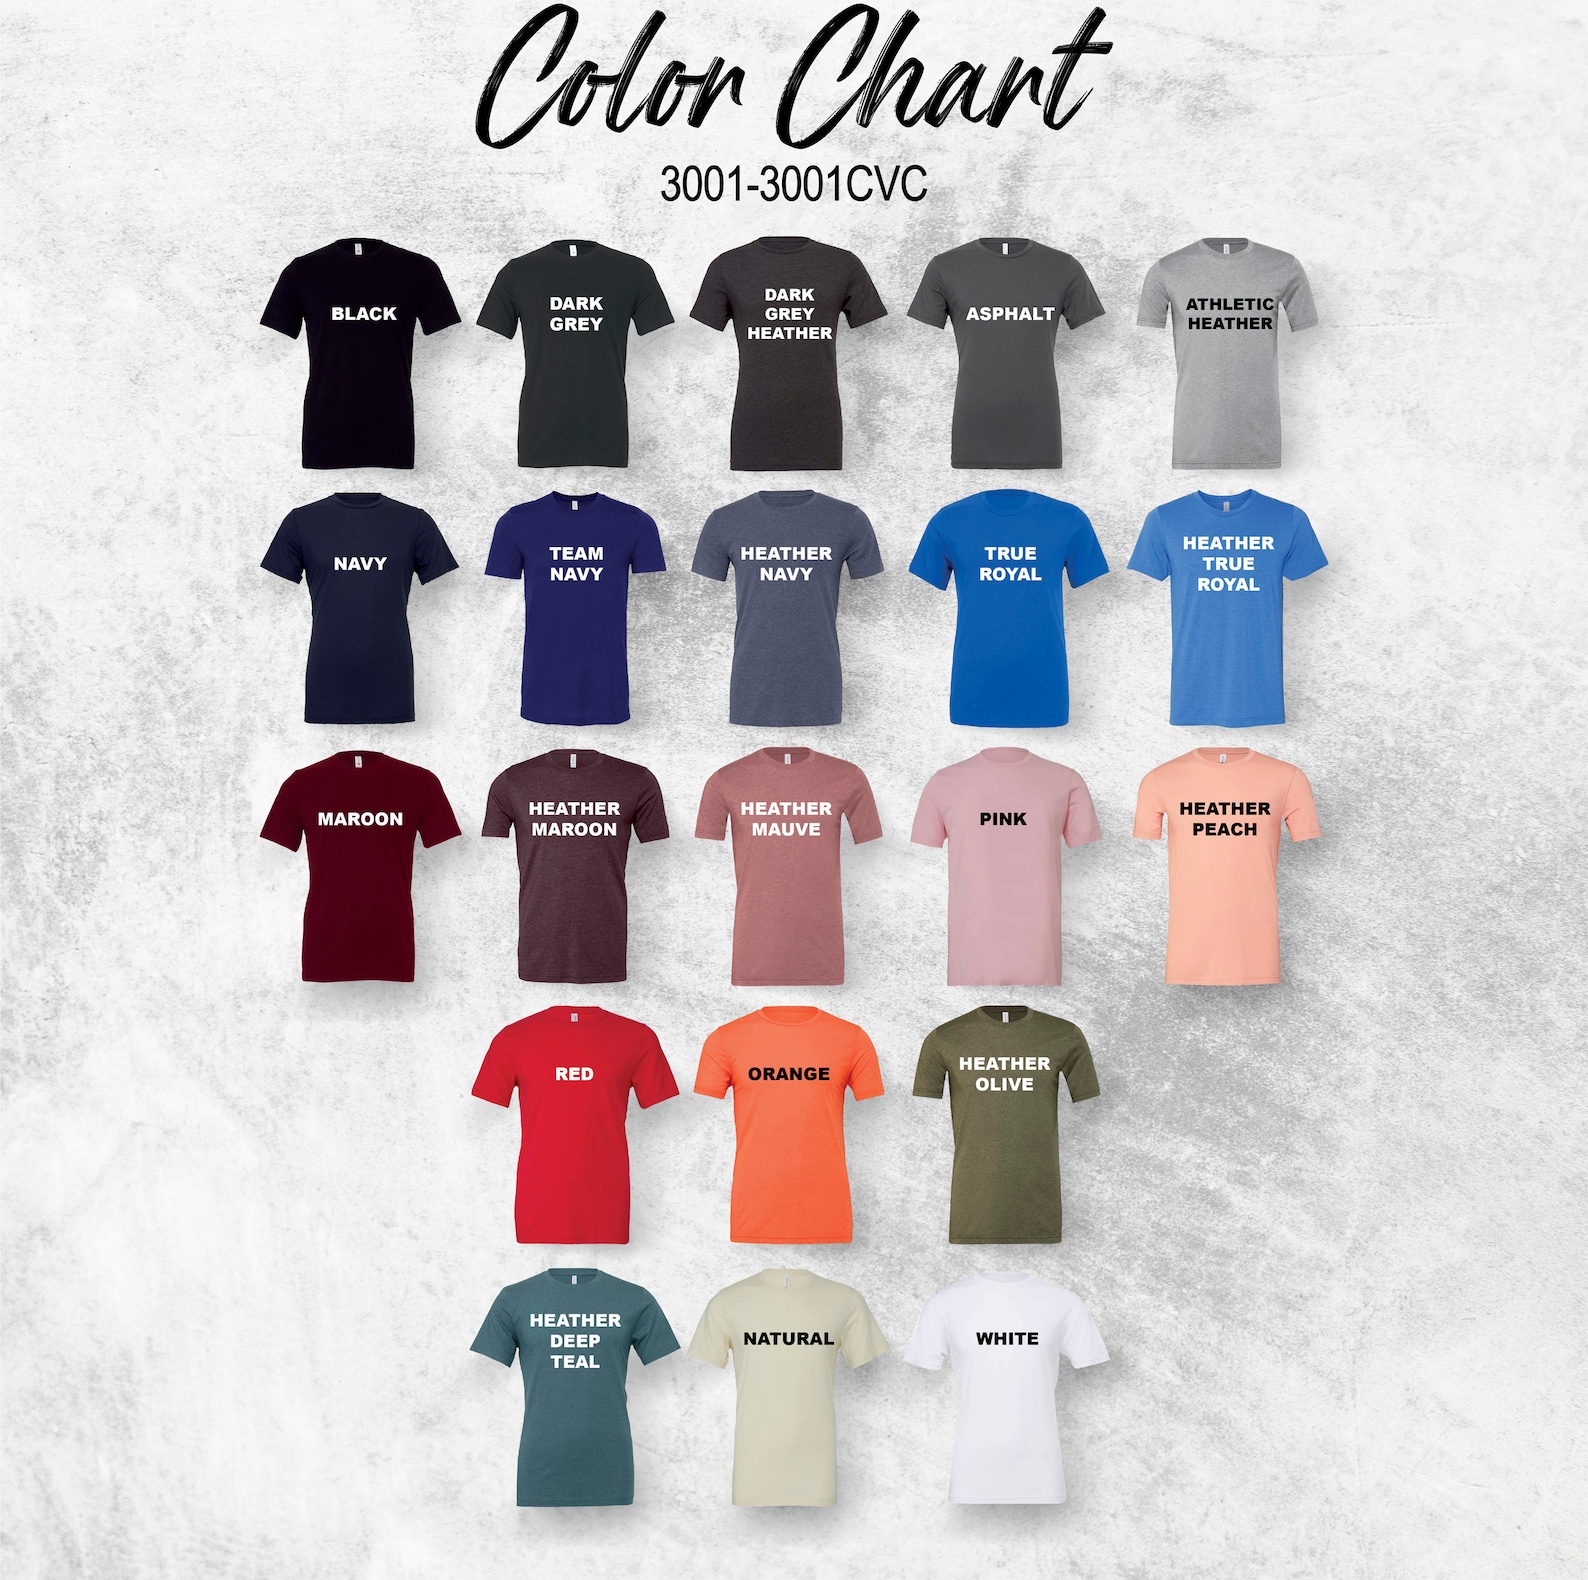 Color Chart
3001-3001CVC
BLACK
DARK
GREY
DARK
GREY
HEATHER
ASPHALT
ATHLETIC
HEATHER
NAVY
TEAM
NAVY
HEATHER
NAVY
TRUE
ROYAL
HEATHER
TRUE
ROYAL
MAROON
HEATHER
MAROON
HEATHER
MAUVE
PINK
HEATHER
PEACH
RED
ORANGE
HEATHER
OLIVE
HEATHER
DEEP
TEAL
NATURAL
WHITE